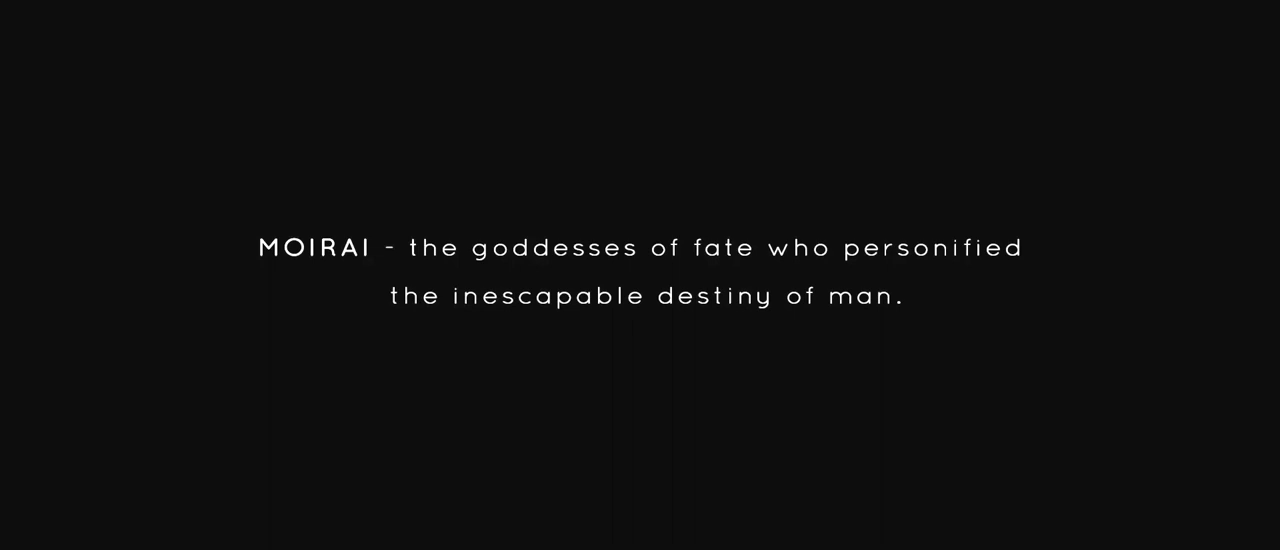 MOIRAI - the goddesses of fate who personified
the inescapable destiny of man.